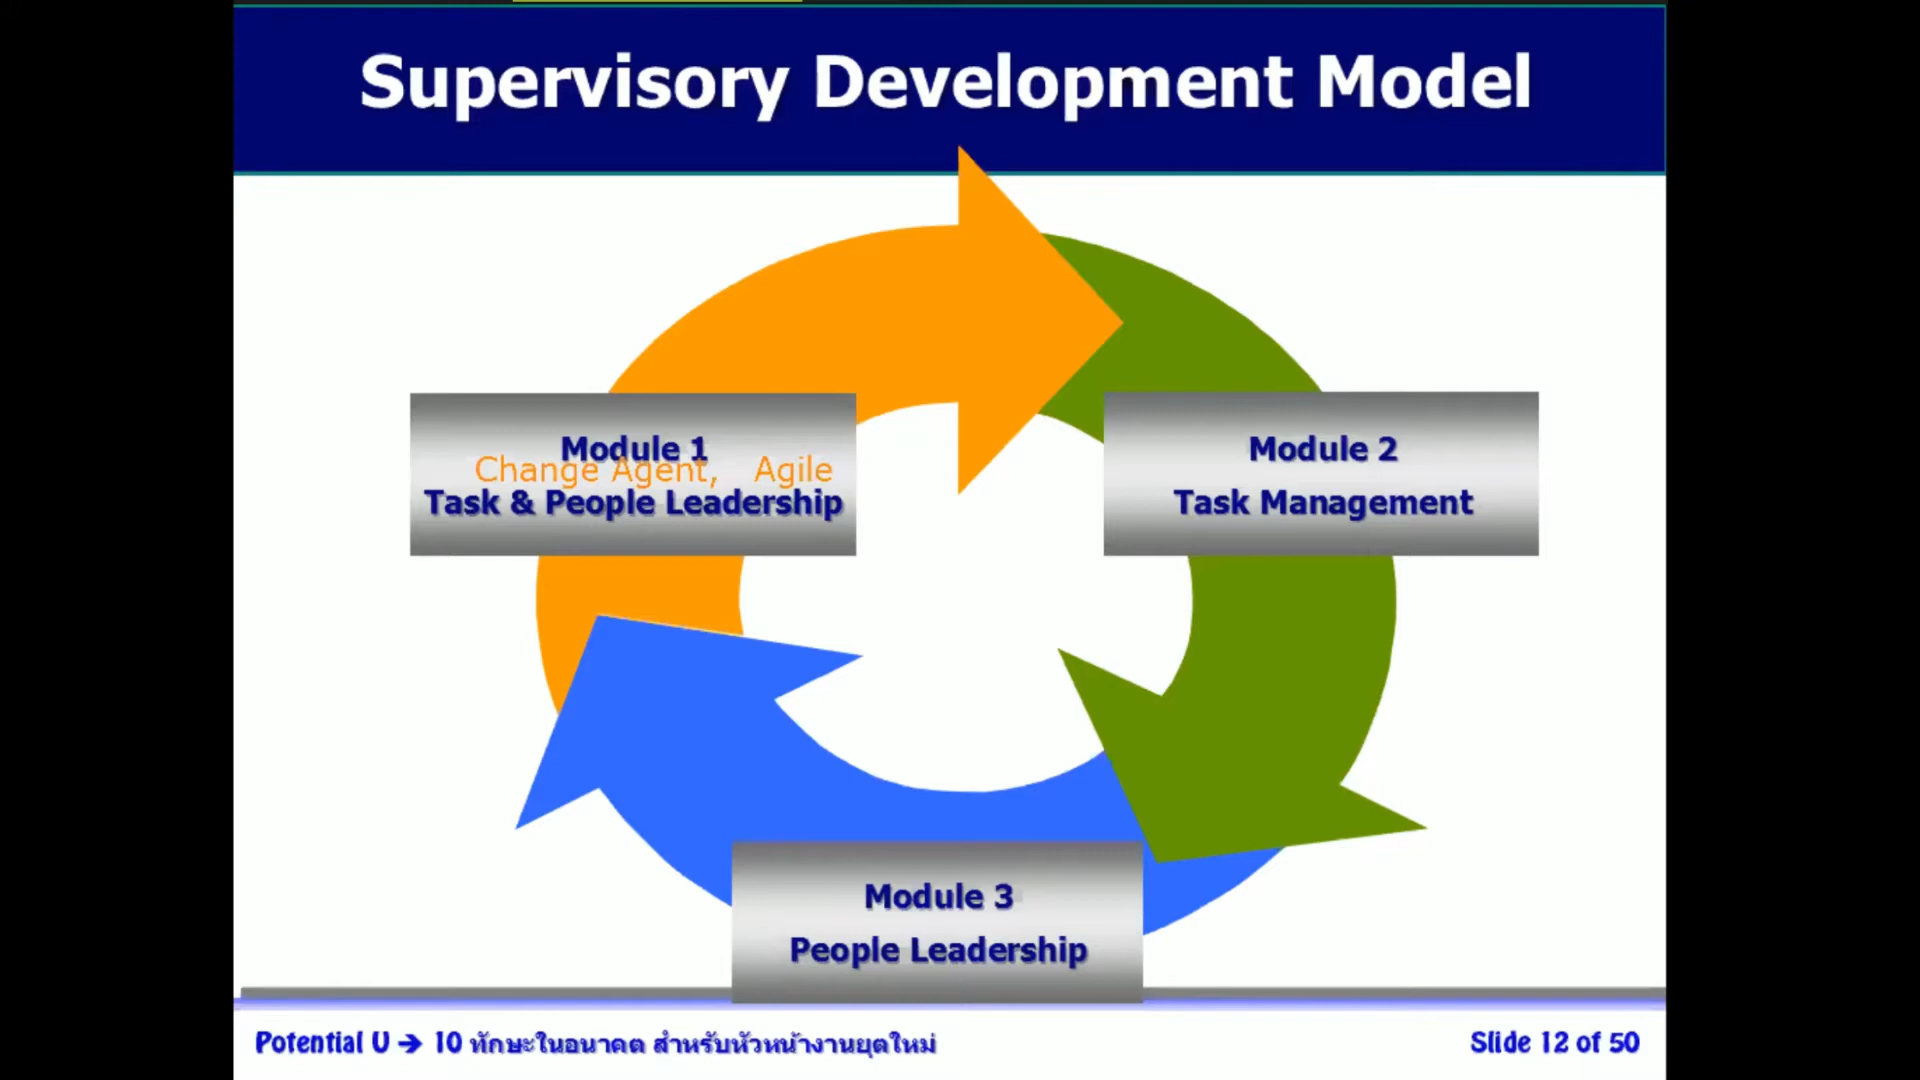 Supervisory Development Model
Module 1
Change Agent, Agile
Task & People Leadership
Module 2
Task Management
Module 3
People Leadership
Potential U → 10 ทักษะในอนาคต สำหรับหัวหน้างานยุคใหม่
Slide 12 of 50